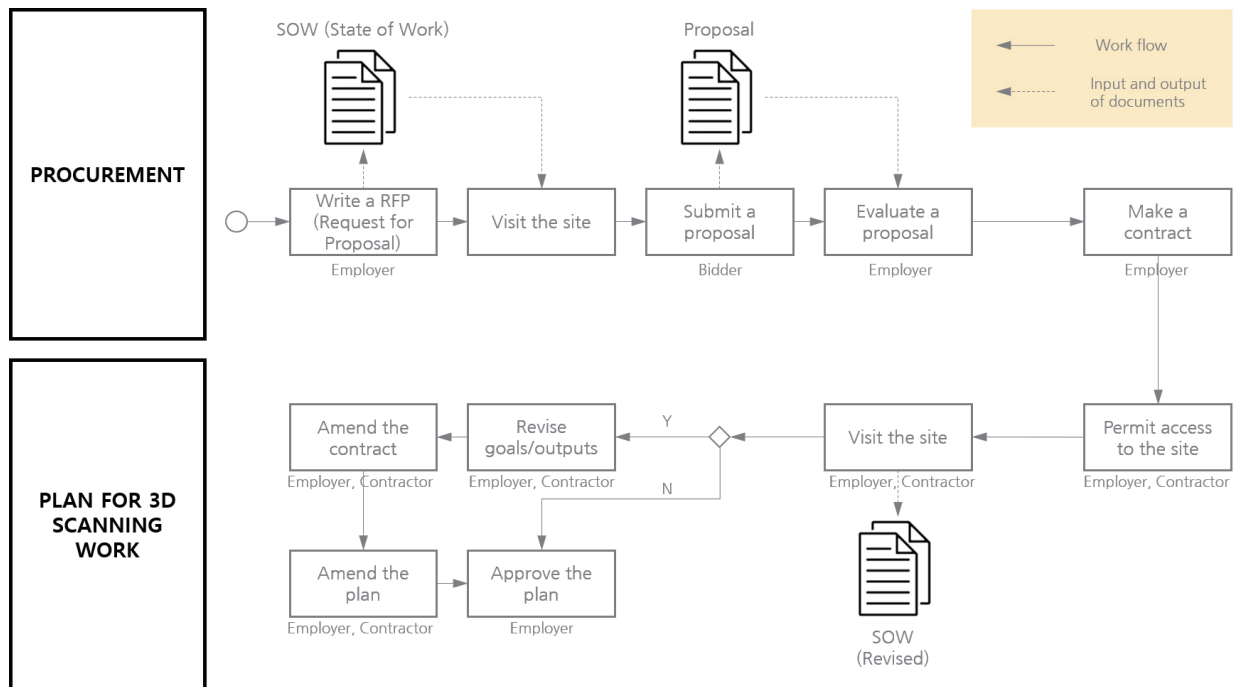 SOW (State of Work)
Proposal
Work flow
Input and output
of documents
PROCUREMENT
Write a RFP
(Request for
Proposal)
Employer
Visit the site
Submit a
proposal
Bidder
Evaluate a
proposal
Employer
Make a
contract
Employer
PLAN FOR 3D
SCANNING
WORK
Permit access
to the site
Employer, Contractor
Visit the site
Employer, Contractor
SOW
(Revised)
Y
N
Revise
goals/outputs
Employer, Contractor
Amend the
contract
Employer, Contractor
Amend the
plan
Employer, Contractor
Approve the
plan
Employer